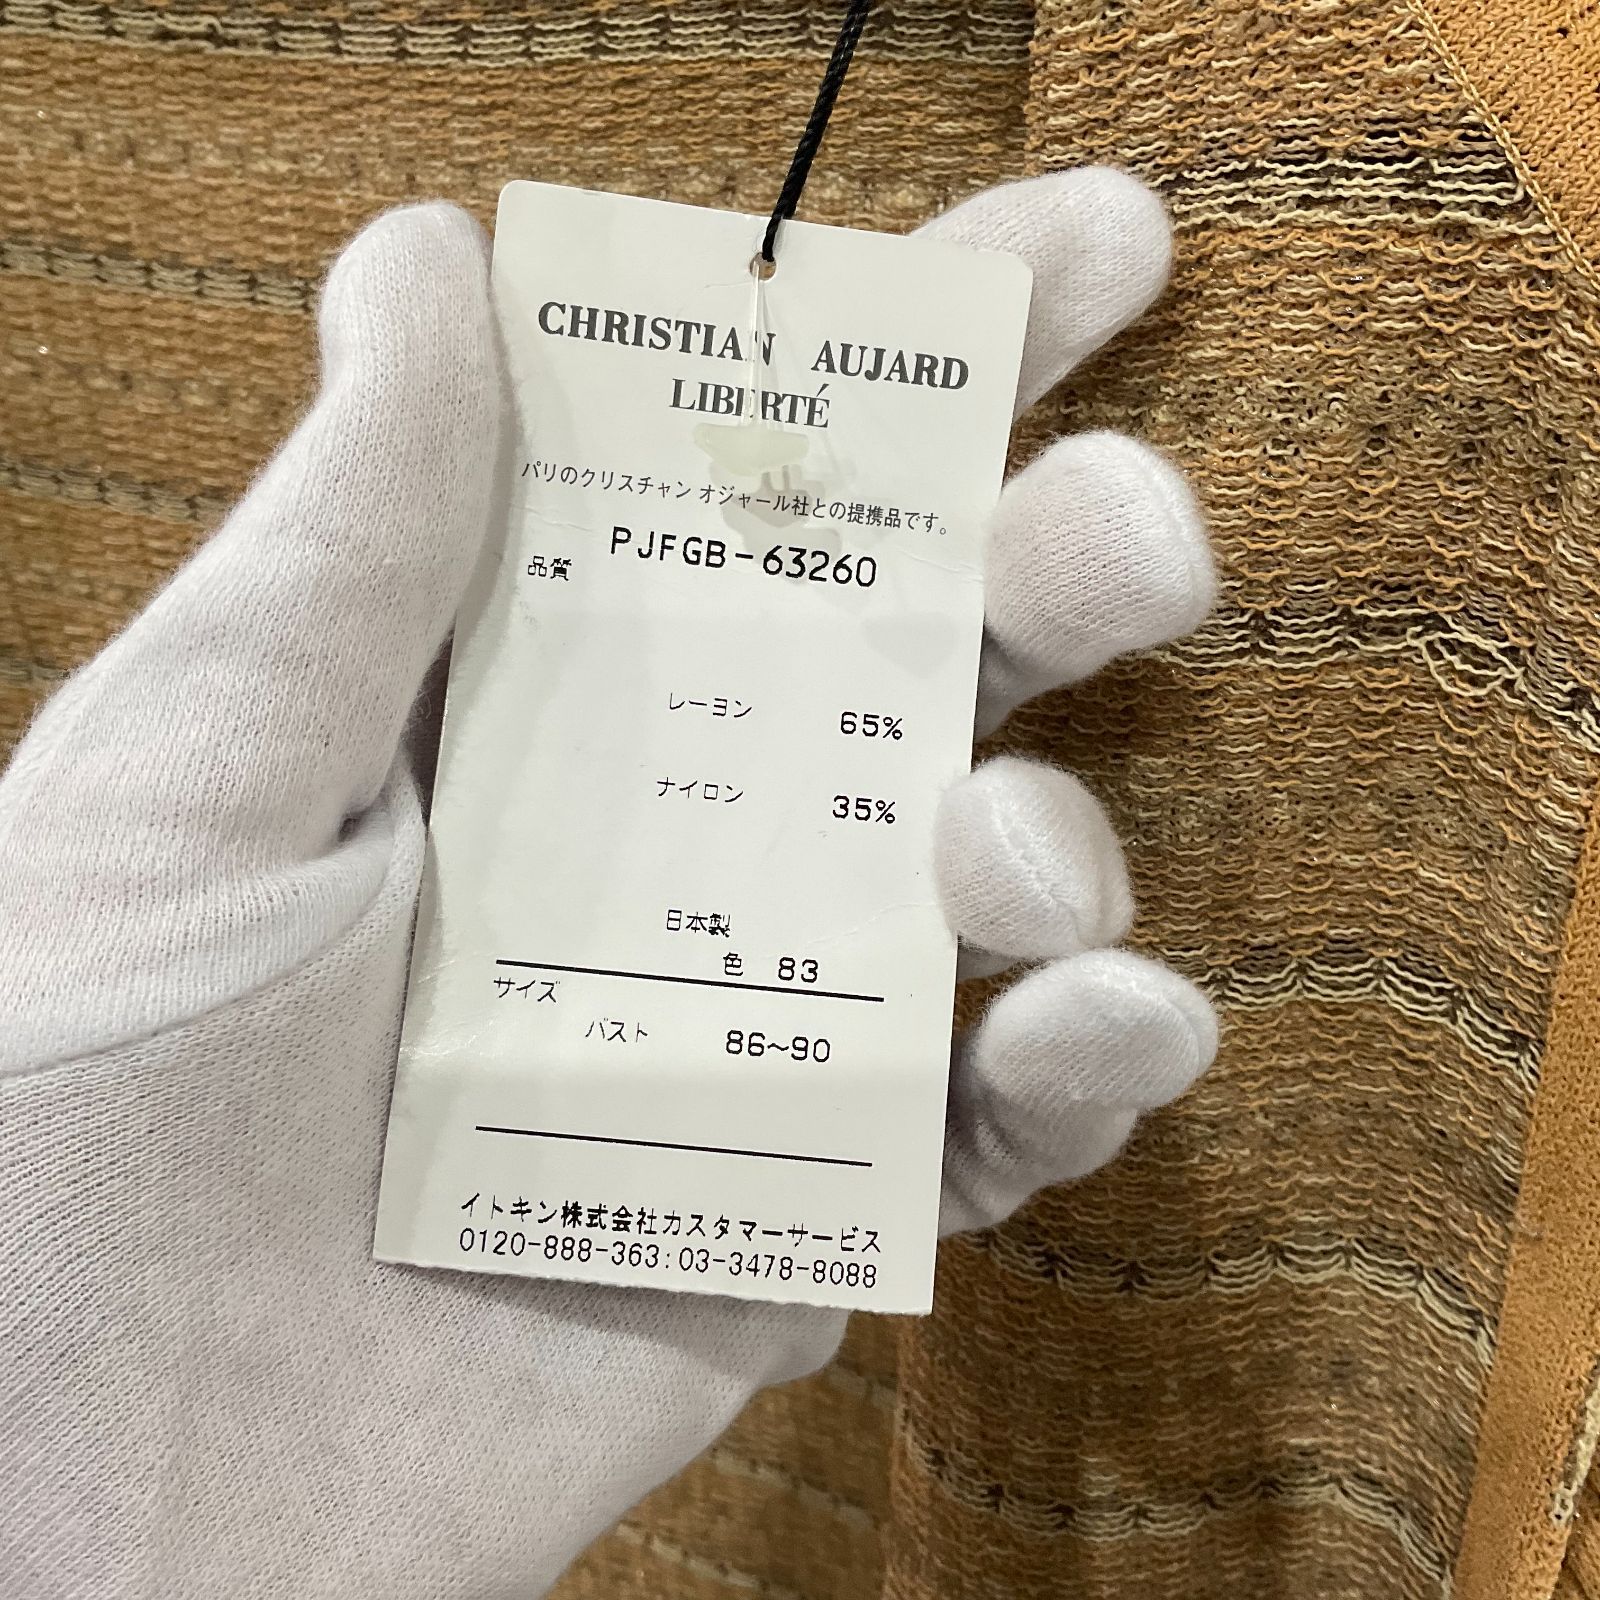 CHRISTIAN AUJARD
LIBERTÉ
パリのクリスチャン オジャール社との提携品です。
PJFGB-63260
品質
レーヨン 65%
ナイロン 35%
日本製
色 83
サイズ
バスト 86~90
イトキン株式会社カスタマーサービス
0120-888-363:03-3478-8088